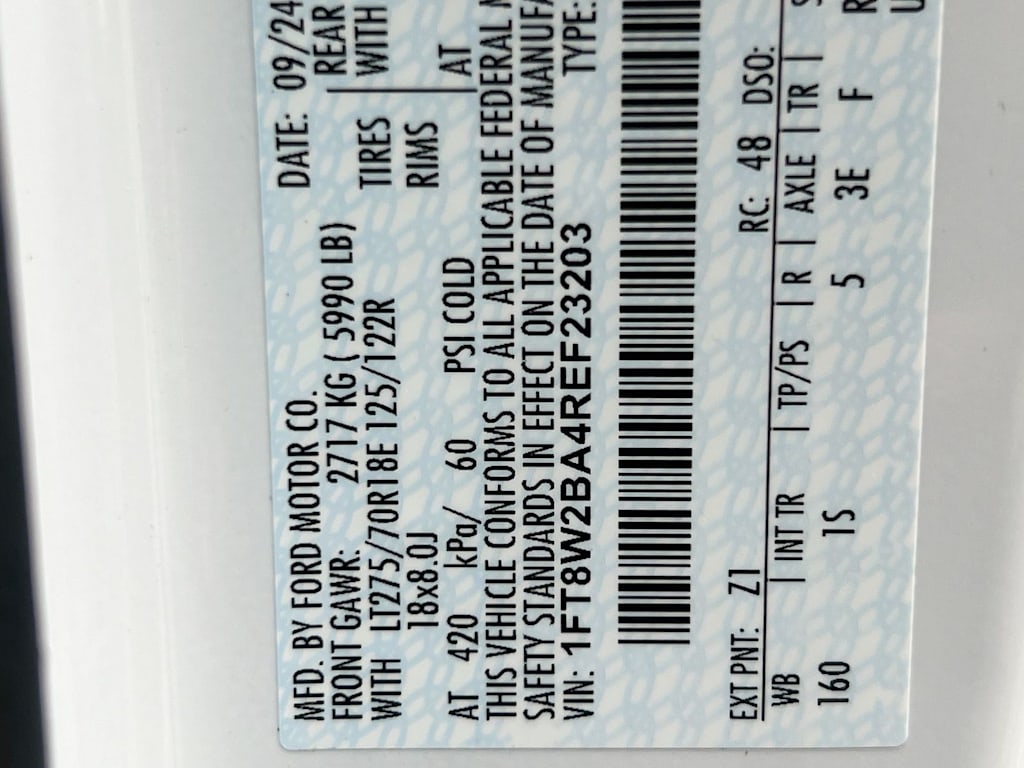 MFD. BY FORD MOTOR CO. DATE: 09/24
FRONT GAWR: 2717 KG ( 5990 LB) REAR
WITH LT275/70R18E 125/122R TIRES WITH
18x8.0J RIMS
AT 420 kPa/ 60 PSI COLD AT
THIS VEHICLE CONFORMS TO ALL APPLICABLE FEDERAL
SAFETY STANDARDS IN EFFECT ON THE DATE OF MANUFA
VIN: 1FT8W2BA4REF23203 TYPE:
EXT PNT: Z1 RC: 48 DSO:
WB | INT TR | TP/PS | R | AXLE | TR |
160 1S 5 3E F